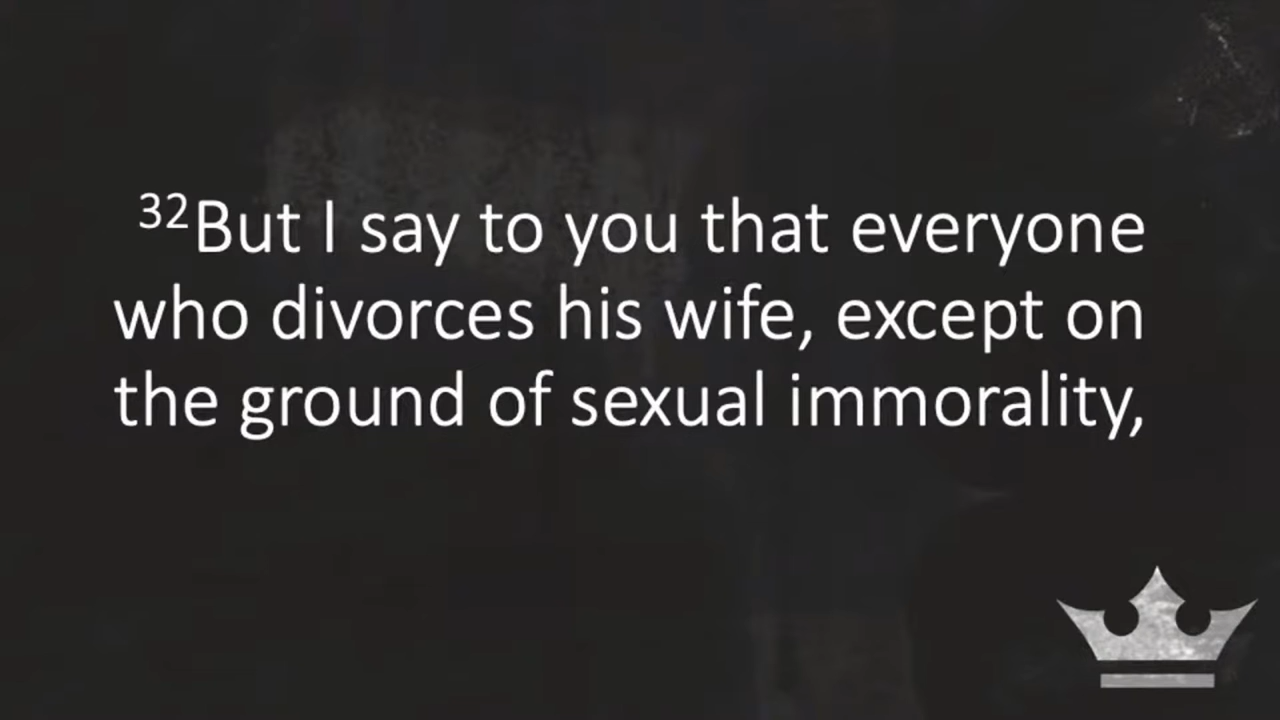 ³²But I say to you that everyone
who divorces his wife, except on
the ground of sexual immorality,